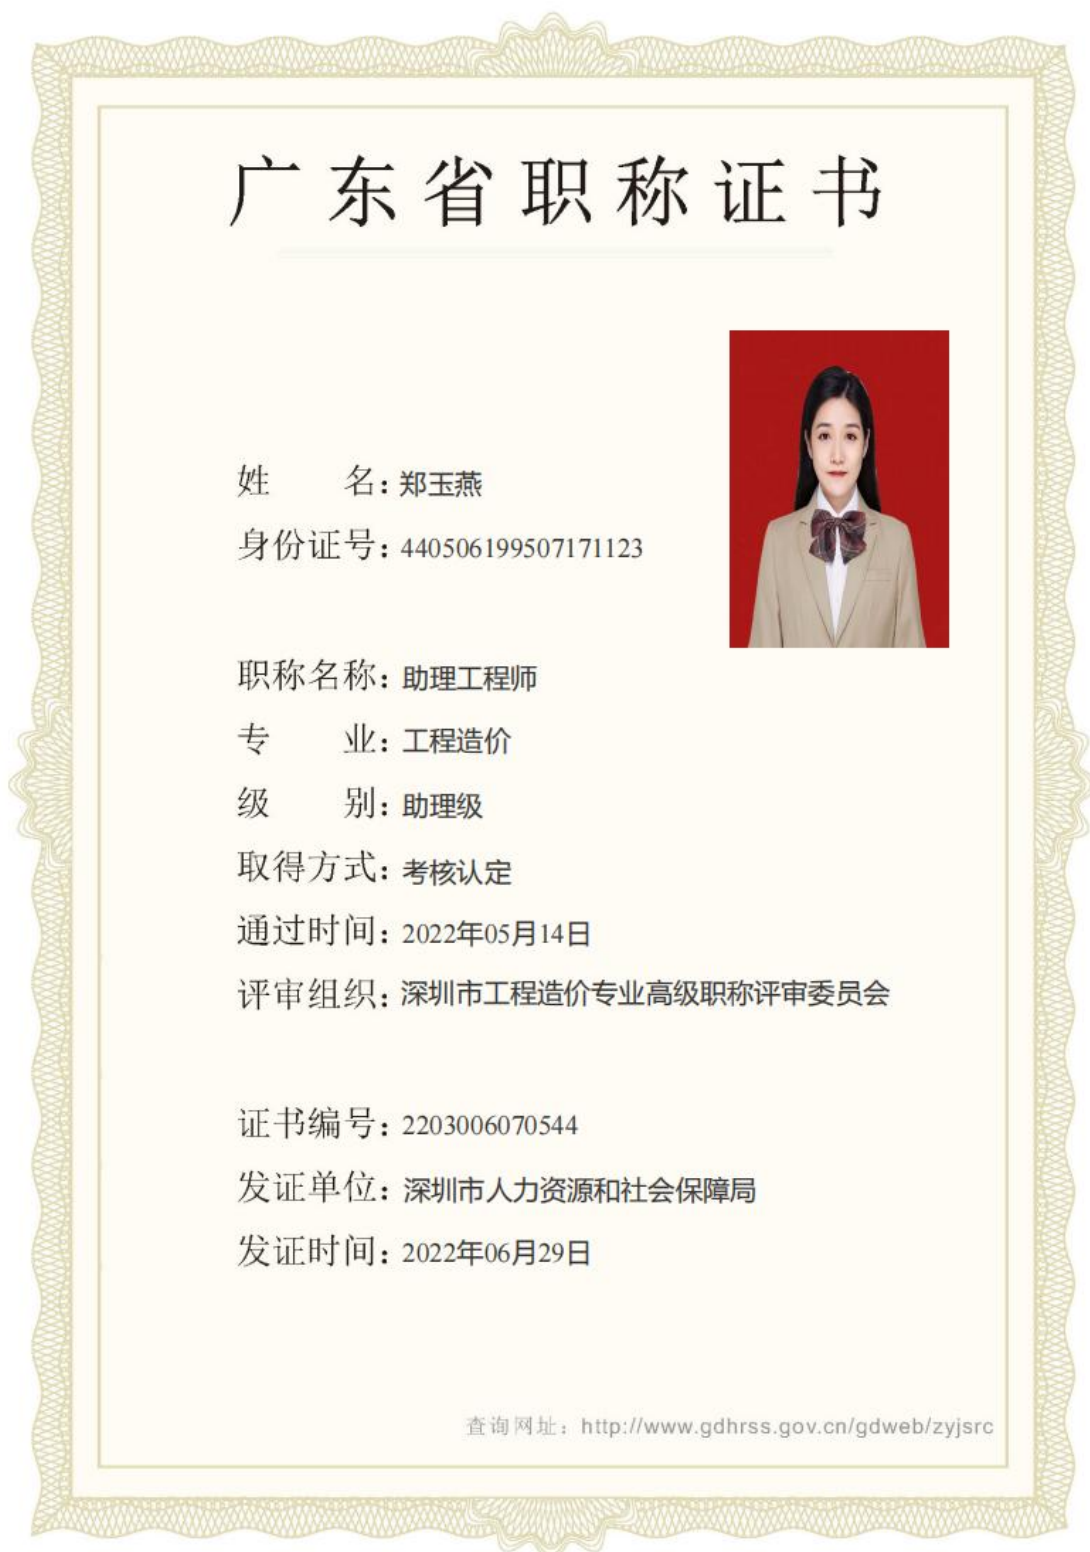 广东省职称证书
姓 名：郑玉燕
身份证号：440506199507171123
职称名称：助理工程师
专 业：工程造价
级 别：助理级
取得方式：考核认定
通过时间：2022年05月14日
评审组织：深圳市工程造价专业高级职称评审委员会
证书编号：2203006070544
发证单位：深圳市人力资源和社会保障局
发证时间：2022年06月29日
查询网址：http://www.gdhrss.gov.cn/gdweb/zyjsrc